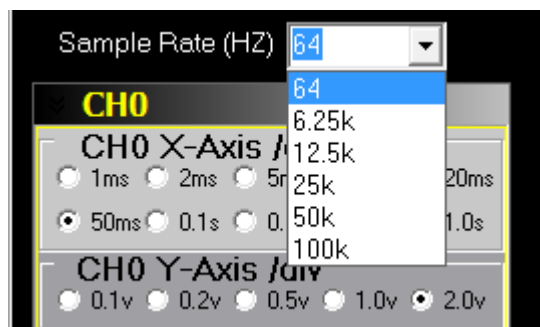 Sample Rate (HZ) 64
64
6.25k
12.5k
25k
50k
100k
CH0
CH0 X-Axis
1ms 2ms 20ms
50ms 0.1s 1.0s
CH0 Y-Axis /div
0.1v 0.2v 0.5v 1.0v 2.0v